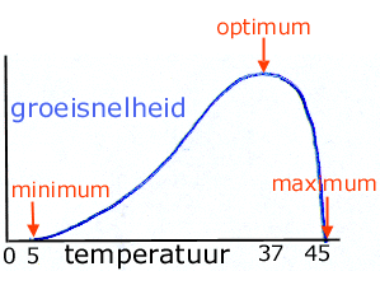 optimum
groeisnelheid
minimum
maximum
0 5 temperatuur 37 45